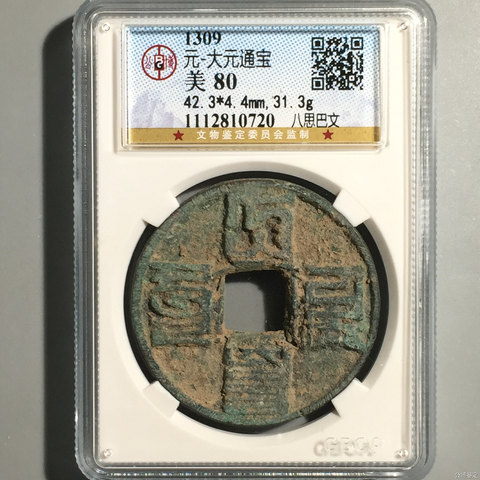 1309
元-大元通宝
美 80
42.3*4.4mm,31.3g
1112810720 八思巴文
★ 文物鉴定委员会监制 ★